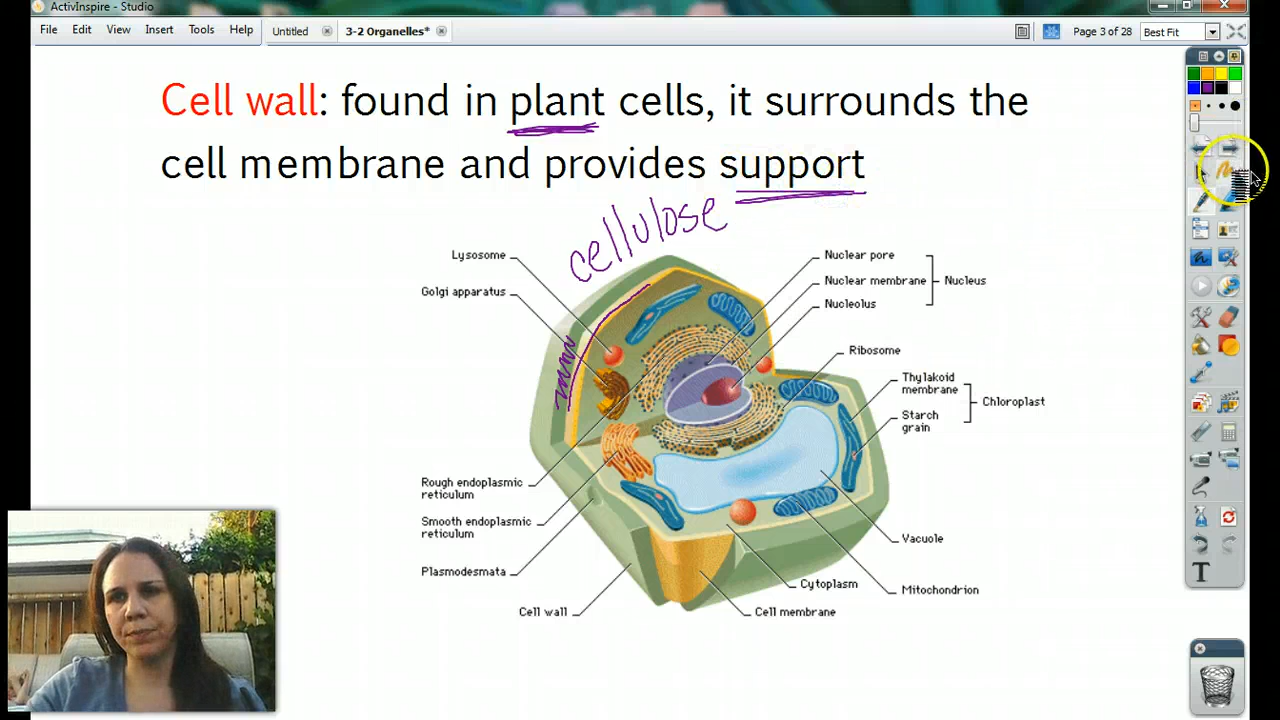 ActivInspire - Studio
File Edit View Insert Tools Help Untitled 3-2 Organelles* Page 3 of 28 Best Fit
Cell wall: found in plant cells, it surrounds the
cell membrane and provides support
cellulose
Lysosome
Golgi apparatus
Nuclear pore
Nuclear membrane
Nucleolus
Nucleus
Ribosome
Thylakoid
membrane
Starch
grain
Chloroplast
Rough endoplasmic
reticulum
Smooth endoplasmic
reticulum
Plasmodesmata
Cell wall
Cell membrane
Cytoplasm
Vacuole
Mitochondrion
T